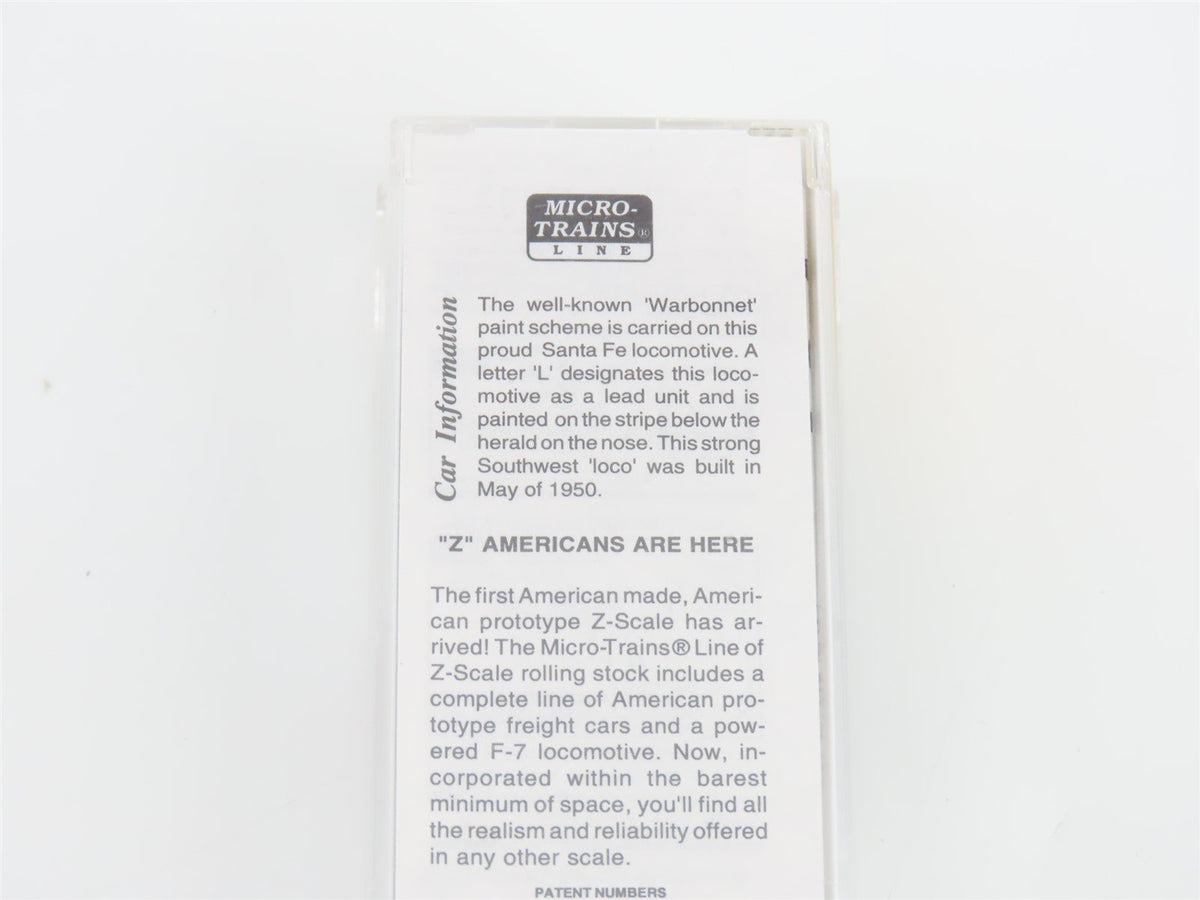 MICRO-
TRAINS®
LINE
Car Information
The well-known 'Warbonnet'
paint scheme is carried on this
proud Santa Fe locomotive. A
letter 'L' designates this loco-
motive as a lead unit and is
painted on the stripe below the
herald on the nose. This strong
Southwest 'loco' was built in
May of 1950.
"Z" AMERICANS ARE HERE
The first American made, Ameri-
can prototype Z-Scale has ar-
rived! The Micro-Trains® Line of
Z-Scale rolling stock includes a
complete line of American pro-
totype freight cars and a pow-
ered F-7 locomotive. Now, in-
corporated within the barest
minimum of space, you'll find all
the realism and reliability offered
in any other scale.
PATENT NUMBERS